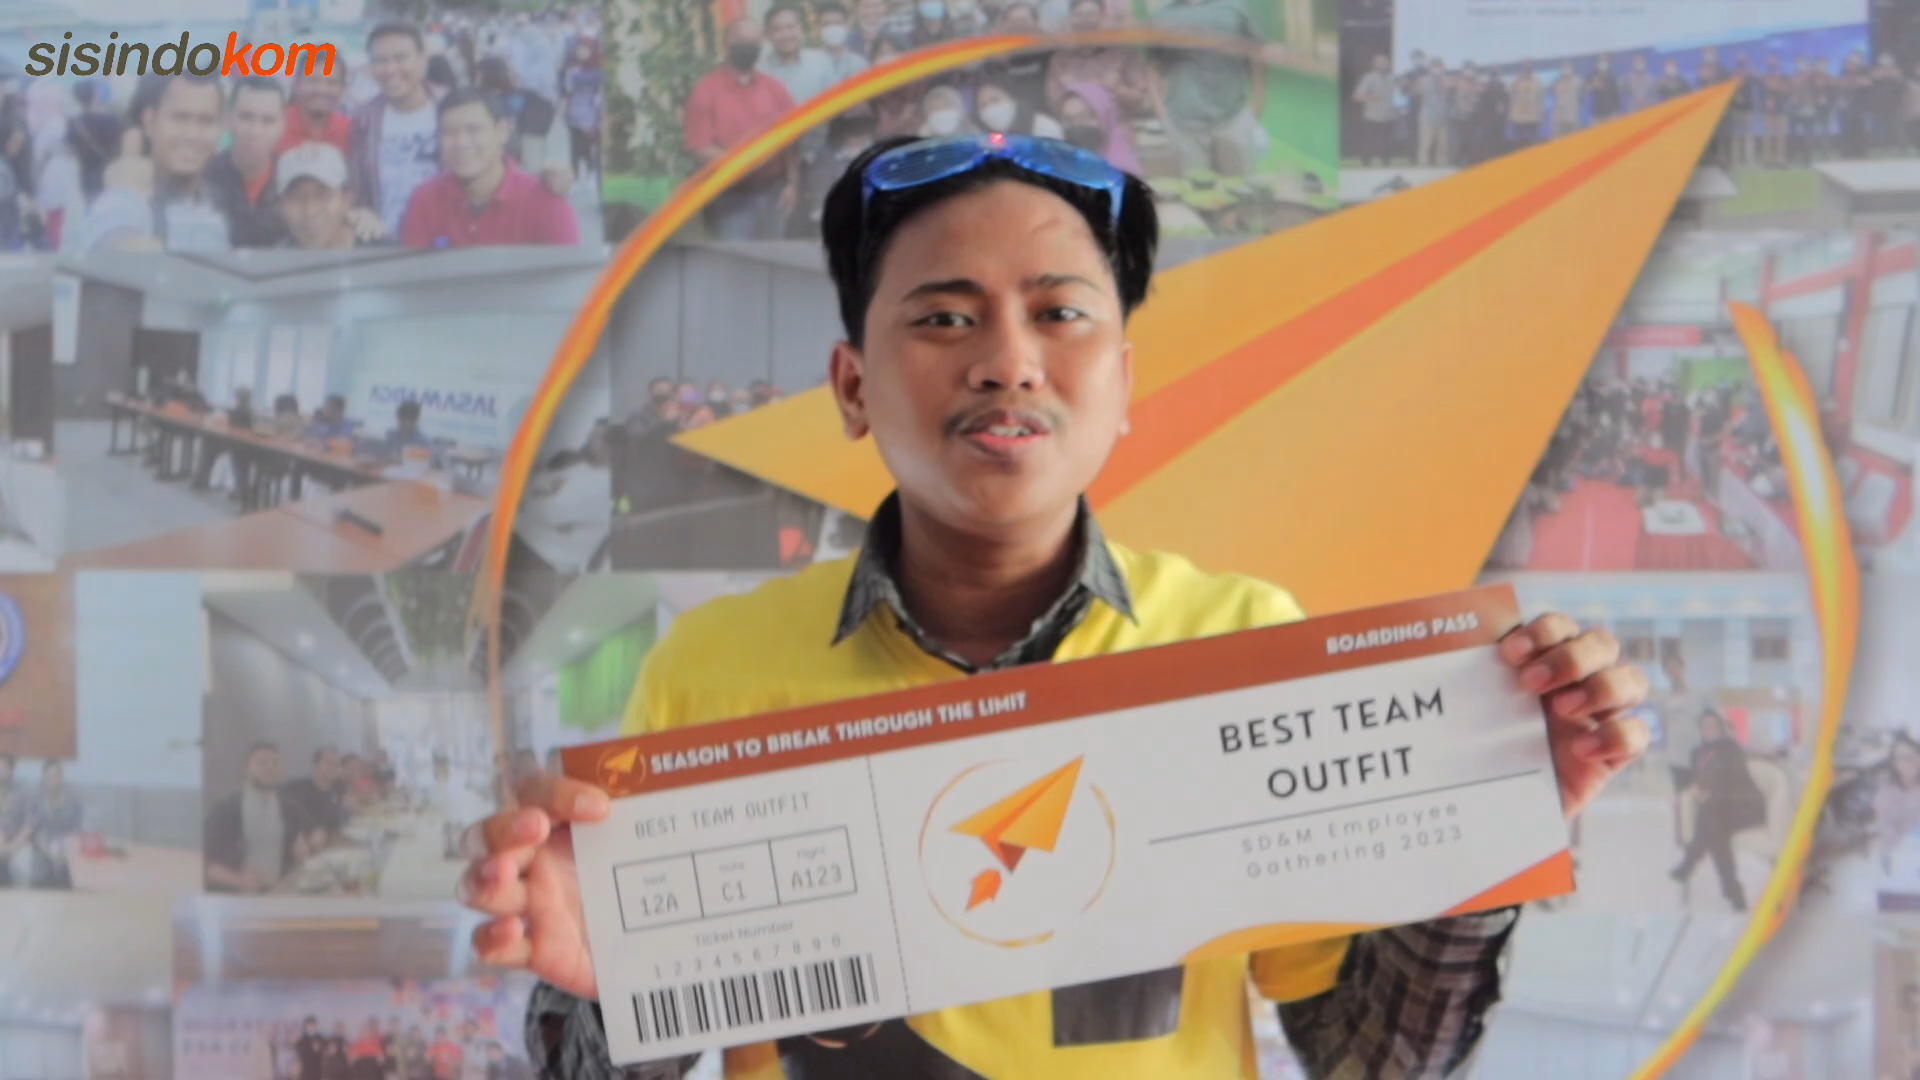 sisindokom
JASAMARGA
BOARDING PASS
SEASON TO BREAK THROUGH THE LIMIT
BEST TEAM OUTFIT
12A
C1
A123
Ticket Number
1 2 3 4 5 6 7 8 9 0
BEST TEAM
OUTFIT
SD&M Employee
Gathering 2023